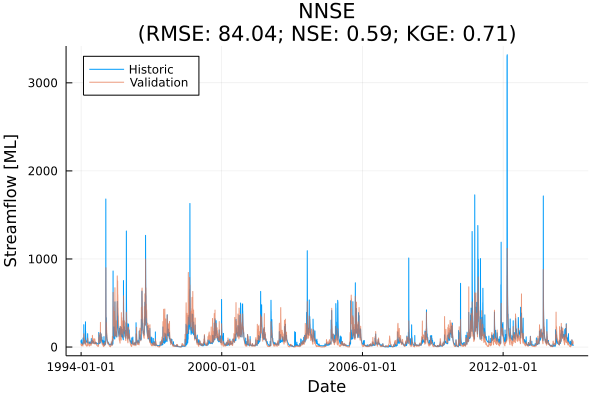 NNSE
(RMSE: 84.04; NSE: 0.59; KGE: 0.71)
Historic
Validation
Streamflow [ML]
3000
2000
1000
0
1994-01-01
2000-01-01
2006-01-01
2012-01-01
Date